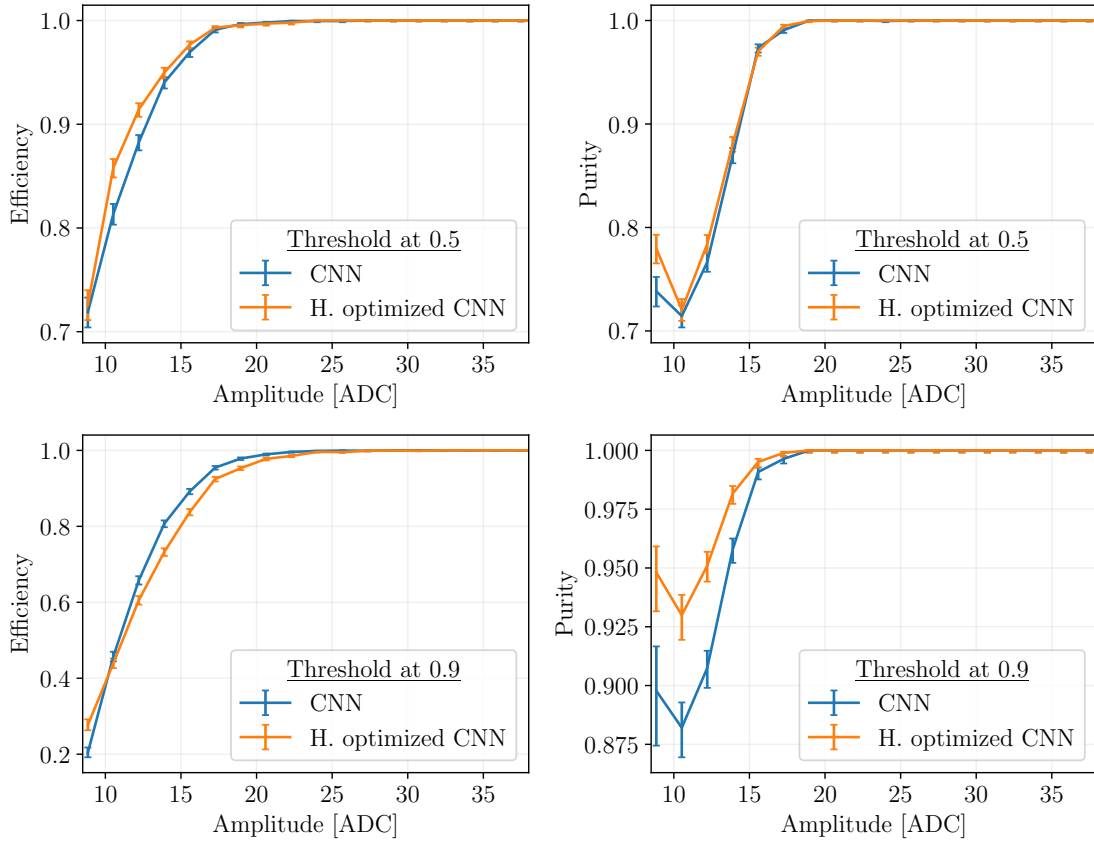 1.0
0.9
0.8
0.7
Efficiency
10 15 20 25 30 35
Amplitude [ADC]
Threshold at 0.5
CNN
H. optimized CNN
1.0
0.9
0.8
0.7
Purity
10 15 20 25 30 35
Amplitude [ADC]
Threshold at 0.5
CNN
H. optimized CNN
1.0
0.8
0.6
0.4
0.2
Efficiency
10 15 20 25 30 35
Amplitude [ADC]
Threshold at 0.9
CNN
H. optimized CNN
1.000
0.975
0.950
0.925
0.900
0.875
Purity
10 15 20 25 30 35
Amplitude [ADC]
Threshold at 0.9
CNN
H. optimized CNN